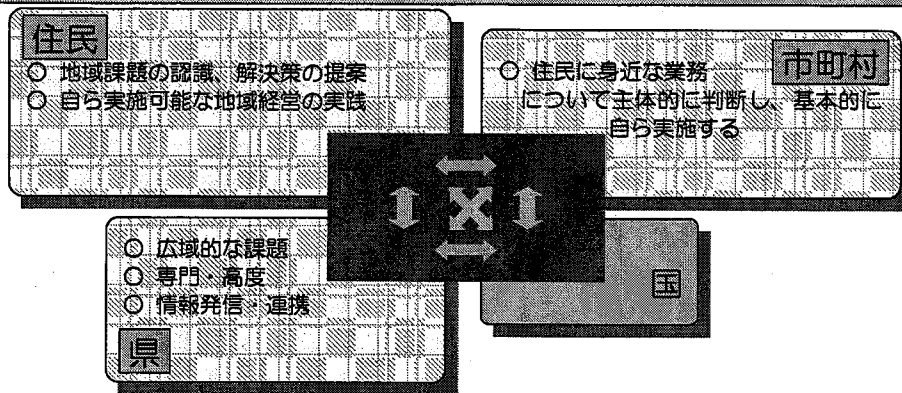 住民
○ 地域課題の認識、解決策の提案
○ 自ら実施可能な地域経営の実践
市町村
○ 住民に身近な業務
について主体的に判断し、基本的に
自ら実施する
○ 広域的な課題
○ 専門・高度
○ 情報発信・連携
県
国